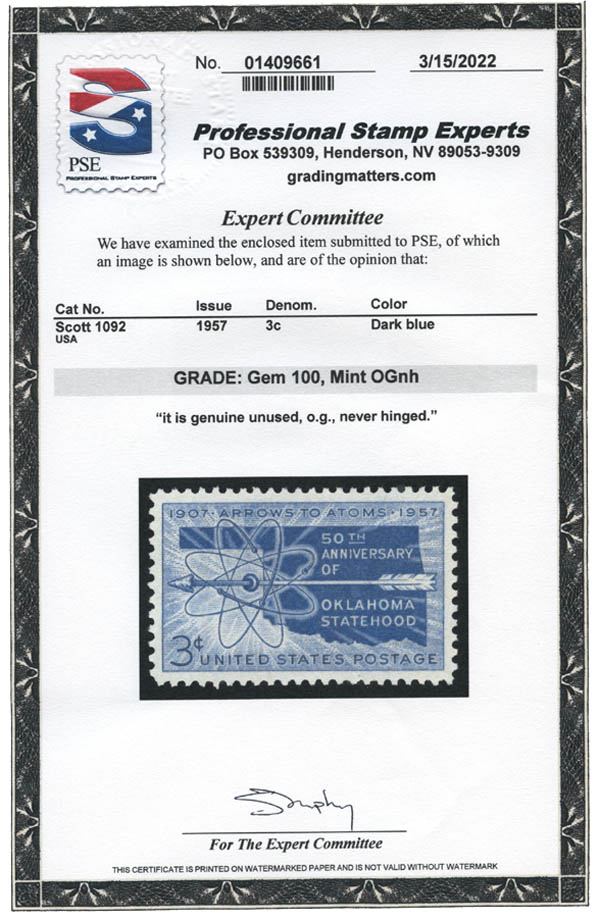 No. 01409661 3/15/2022
PSE
PROFESSIONAL STAMP EXPERTS
Professional Stamp Experts
PO Box 539309, Henderson, NV 89053-9309
gradingmatters.com
Expert Committee
We have examined the enclosed item submitted to PSE, of which
an image is shown below, and are of the opinion that:
Cat No. Issue Denom. Color
Scott 1092 1957 3c Dark blue
USA
GRADE: Gem 100, Mint OGnh
“it is genuine unused, o.g., never hinged.”
1907·ARROWS TO ATOMS·1957
50TH
ANNIVERSARY
OF
OKLAHOMA
STATEHOOD
3¢ UNITED STATES POSTAGE
For The Expert Committee
THIS CERTIFICATE IS PRINTED ON WATERMARKED PAPER AND IS NOT VALID WITHOUT WATERMARK